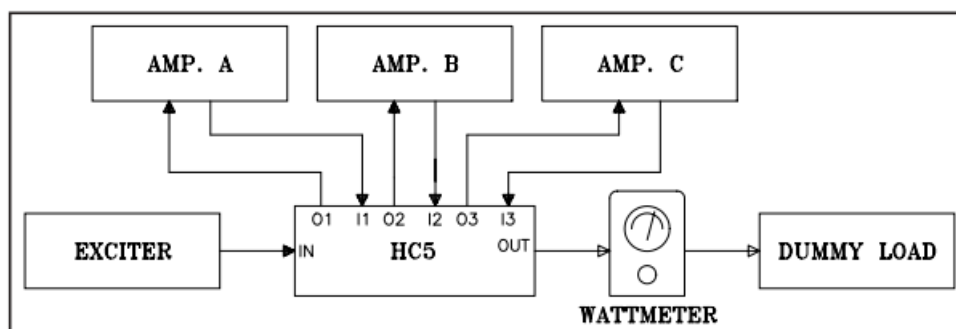 AMP. A
AMP. B
AMP. C
O1 I1 O2 I2 O3 I3
EXCITER
IN
HC5
OUT
DUMMY LOAD
WATTMETER